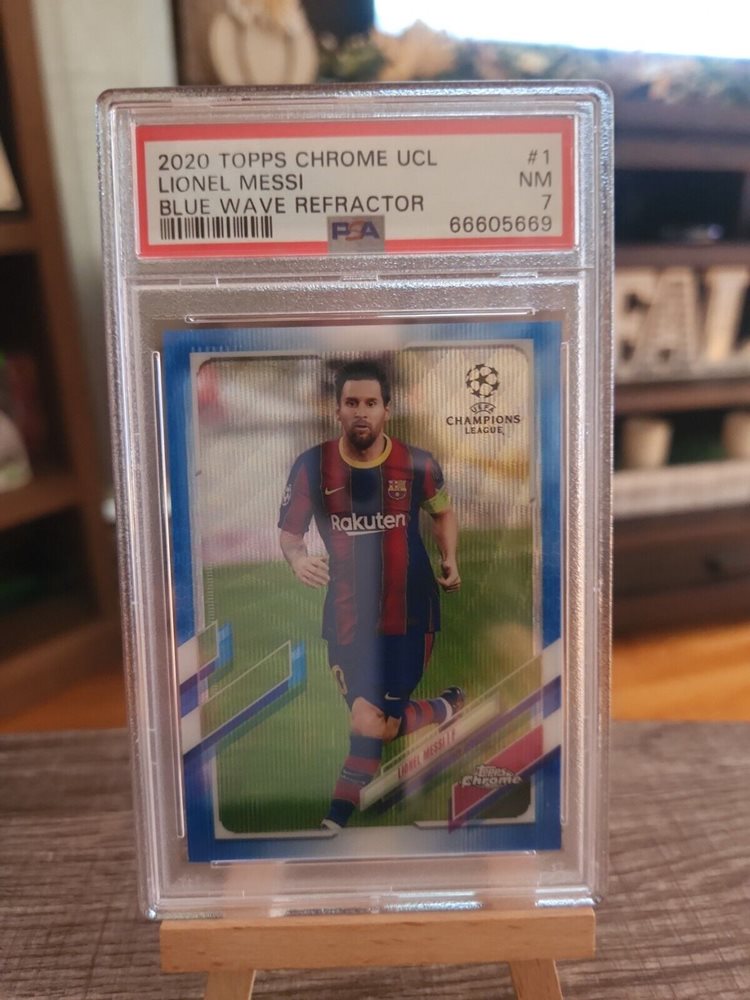 2020 TOPPS CHROME UCL #1
LIONEL MESSI NM
BLUE WAVE REFRACTOR 7
PSA 66605669
UEFA
CHAMPIONS
LEAGUE
Rakuten
LIONEL MESSI
Topps
Chrome